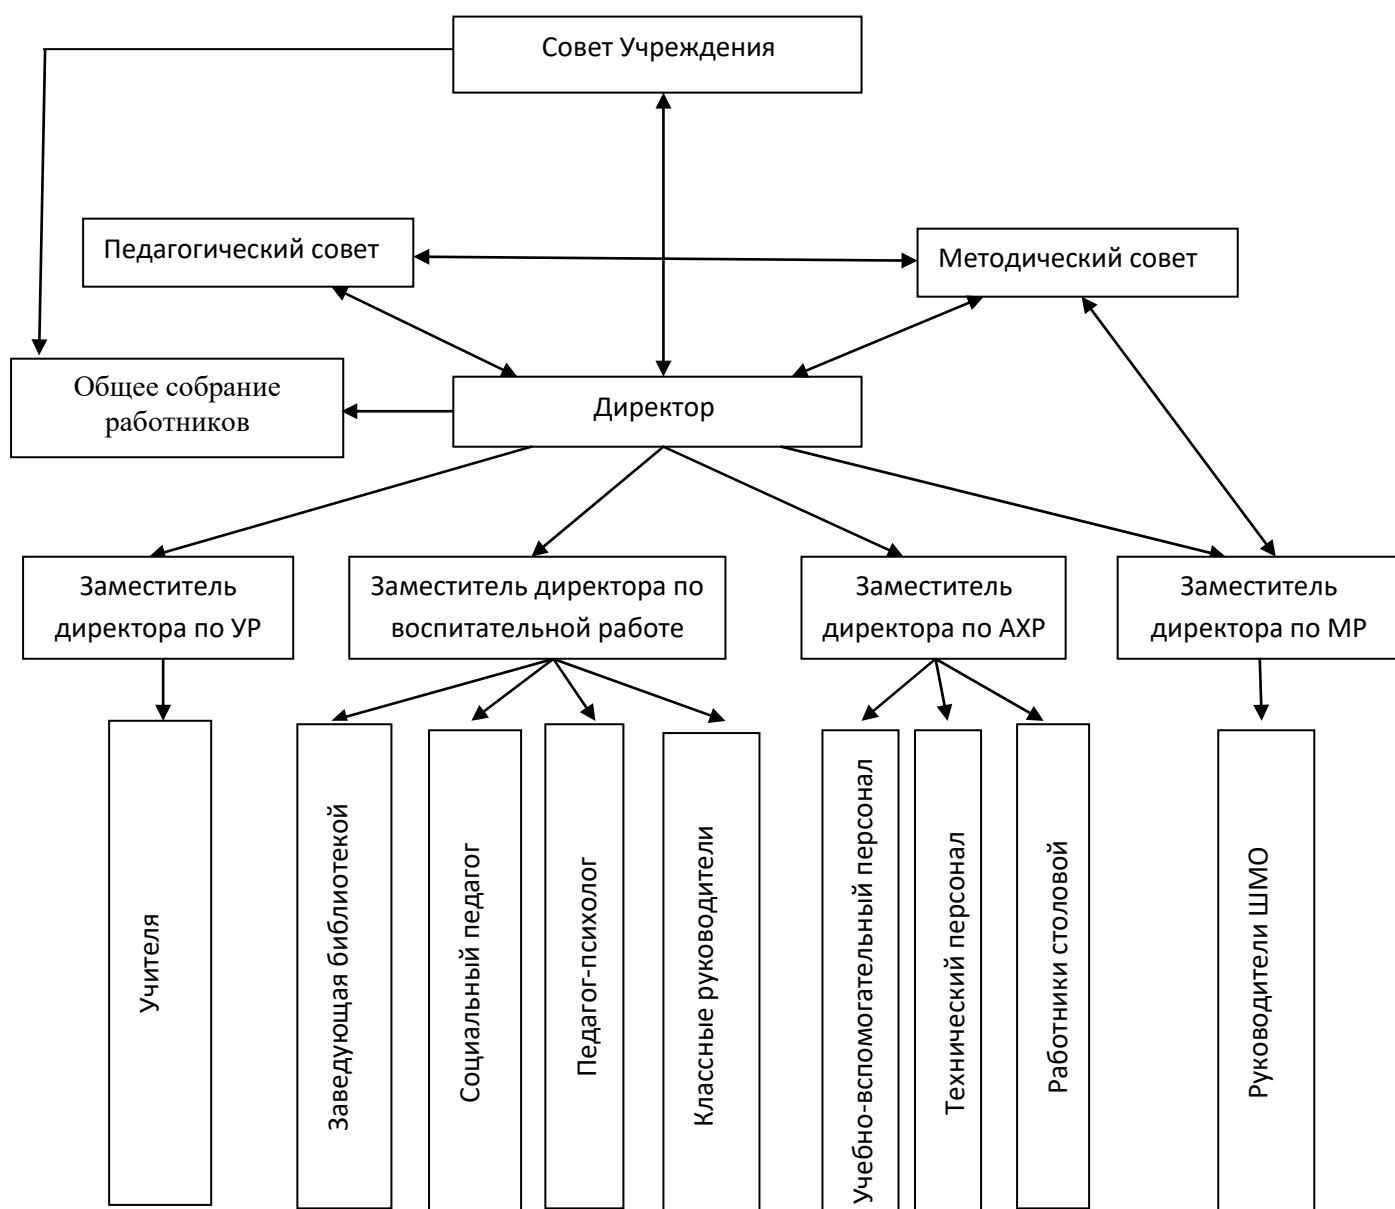 Совет Учреждения
Педагогический совет
Методический совет
Общее собрание
работников
Директор
Заместитель
директора по УР
Заместитель директора по
воспитательной работе
Заместитель
директора по АХР
Заместитель
директора по МР
Учителя
Заведующая библиотекой
Социальный педагог
Педагог-психолог
Классные руководители
Учебно-вспомогательный персонал
Технический персонал
Работники столовой
Руководители ШМО